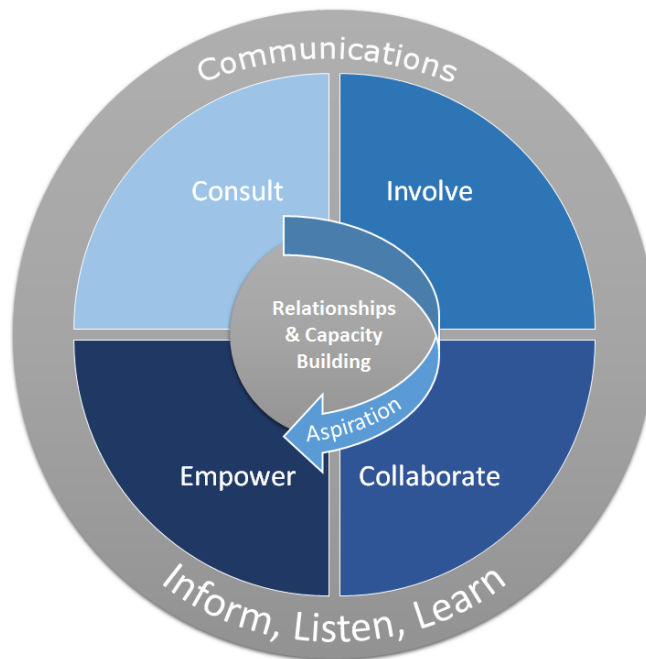 Communications
Consult
Involve
Relationships
& Capacity
Building
Aspiration
Empower
Collaborate
Inform, Listen, Learn